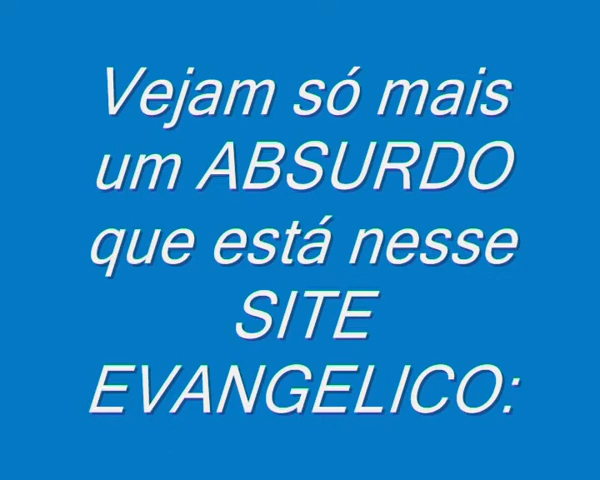 Vejam só mais
um ABSURDO
que está nesse
SITE
EVANGELICO: